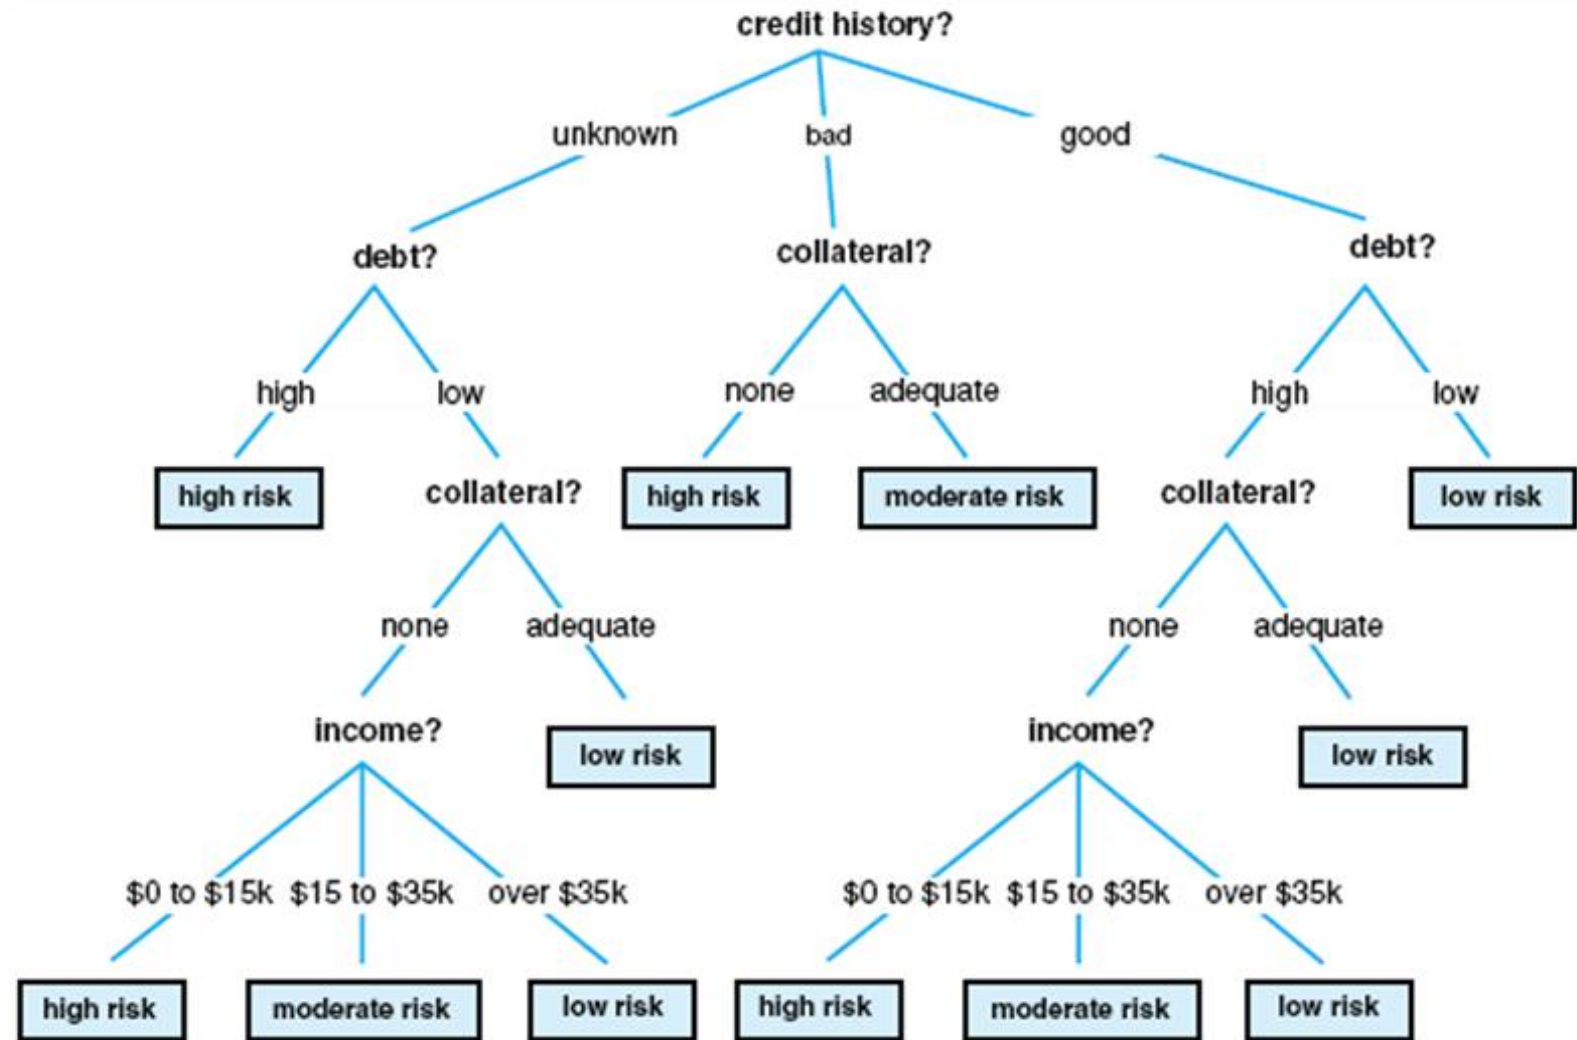 credit history?
unknown bad good
debt? collateral? debt?
high low none adequate high low
high risk collateral? high risk moderate risk collateral? low risk
none adequate none adequate
income? low risk income? low risk
$0 to $15k $15 to $35k over $35k $0 to $15k $15 to $35k over $35k
high risk moderate risk low risk high risk moderate risk low risk